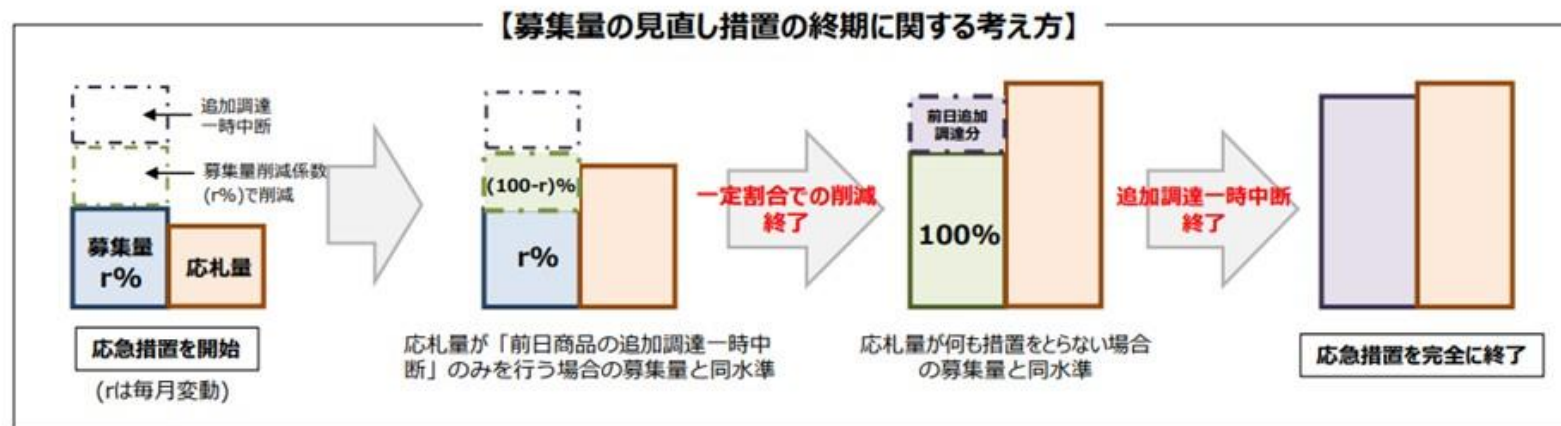 【募集量の見直し措置の終期に関する考え方】
追加調達
一時中断
募集量削減係数
(r%)で削減
募集量
r%
応札量
応急措置を開始
(rは毎月変動)
(100-r)%
r%
応札量が「前日商品の追加調達一時中
断」のみを行う場合の募集量と同水準
一定割合での削減
終了
前日追加
調達分
100%
応札量が何も措置をとらない場合
の募集量と同水準
追加調達一時中断
終了
応急措置を完全に終了